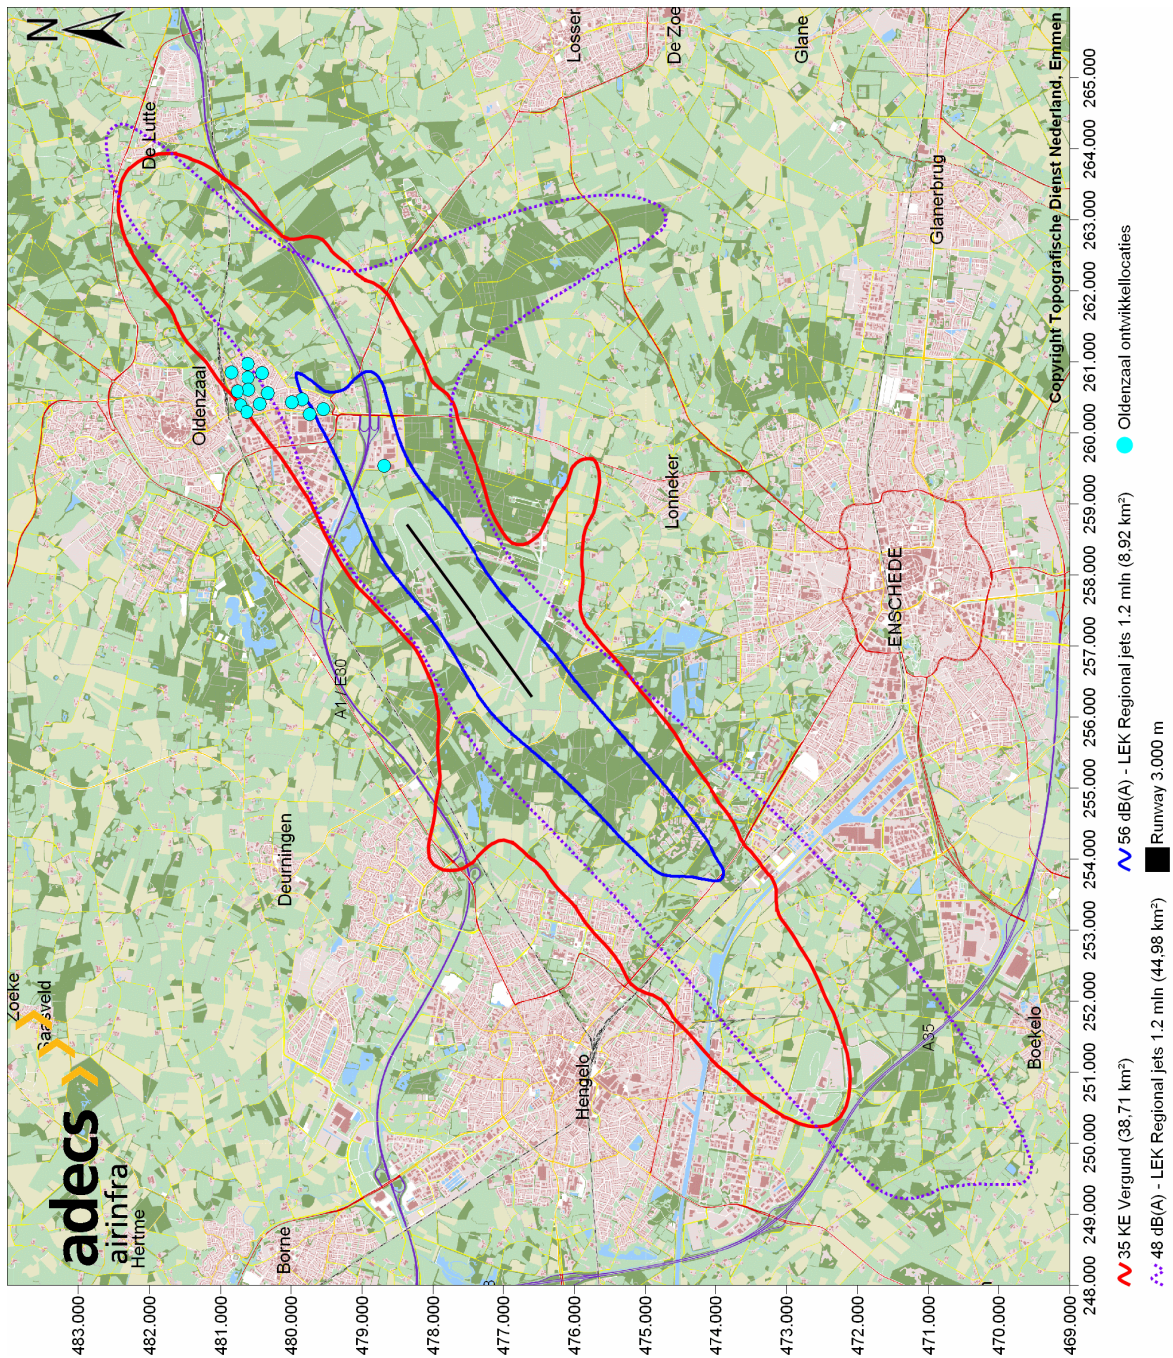 N
Losser
De Zoe
Glane
De Lutte
Glanerbrug
Oldenzaal
Lonneker
ENSCHEDE
A1 / E30
Deurningen
Zoeke
Saasveld
Hengelo
A35
Boekelo
adecs
airinfra
Hertme
Borne
Copyright Topografische Dienst Nederland, Emmen
483.000
482.000
481.000
480.000
479.000
478.000
477.000
476.000
475.000
474.000
473.000
472.000
471.000
470.000
469.000
248.000
249.000
250.000
251.000
252.000
253.000
254.000
255.000
256.000
257.000
258.000
259.000
260.000
261.000
262.000
263.000
264.000
265.000
35 KE Vergund (38,71 km²)
56 dB(A) - LEK Regional jets 1.2 mln (8,92 km²)
Oldenzaal ontwikkellocaties
48 dB(A) - LEK Regional jets 1.2 mln (44,98 km²)
Runway 3.000 m